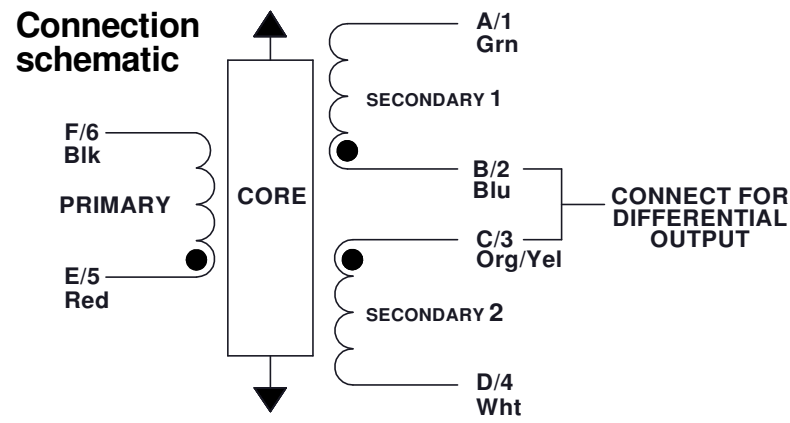 Connection
schematic
A/1
Grn
SECONDARY 1
F/6
Blk
PRIMARY
CORE
B/2
Blu
CONNECT FOR
DIFFERENTIAL
OUTPUT
C/3
Org/Yel
E/5
Red
SECONDARY 2
D/4
Wht